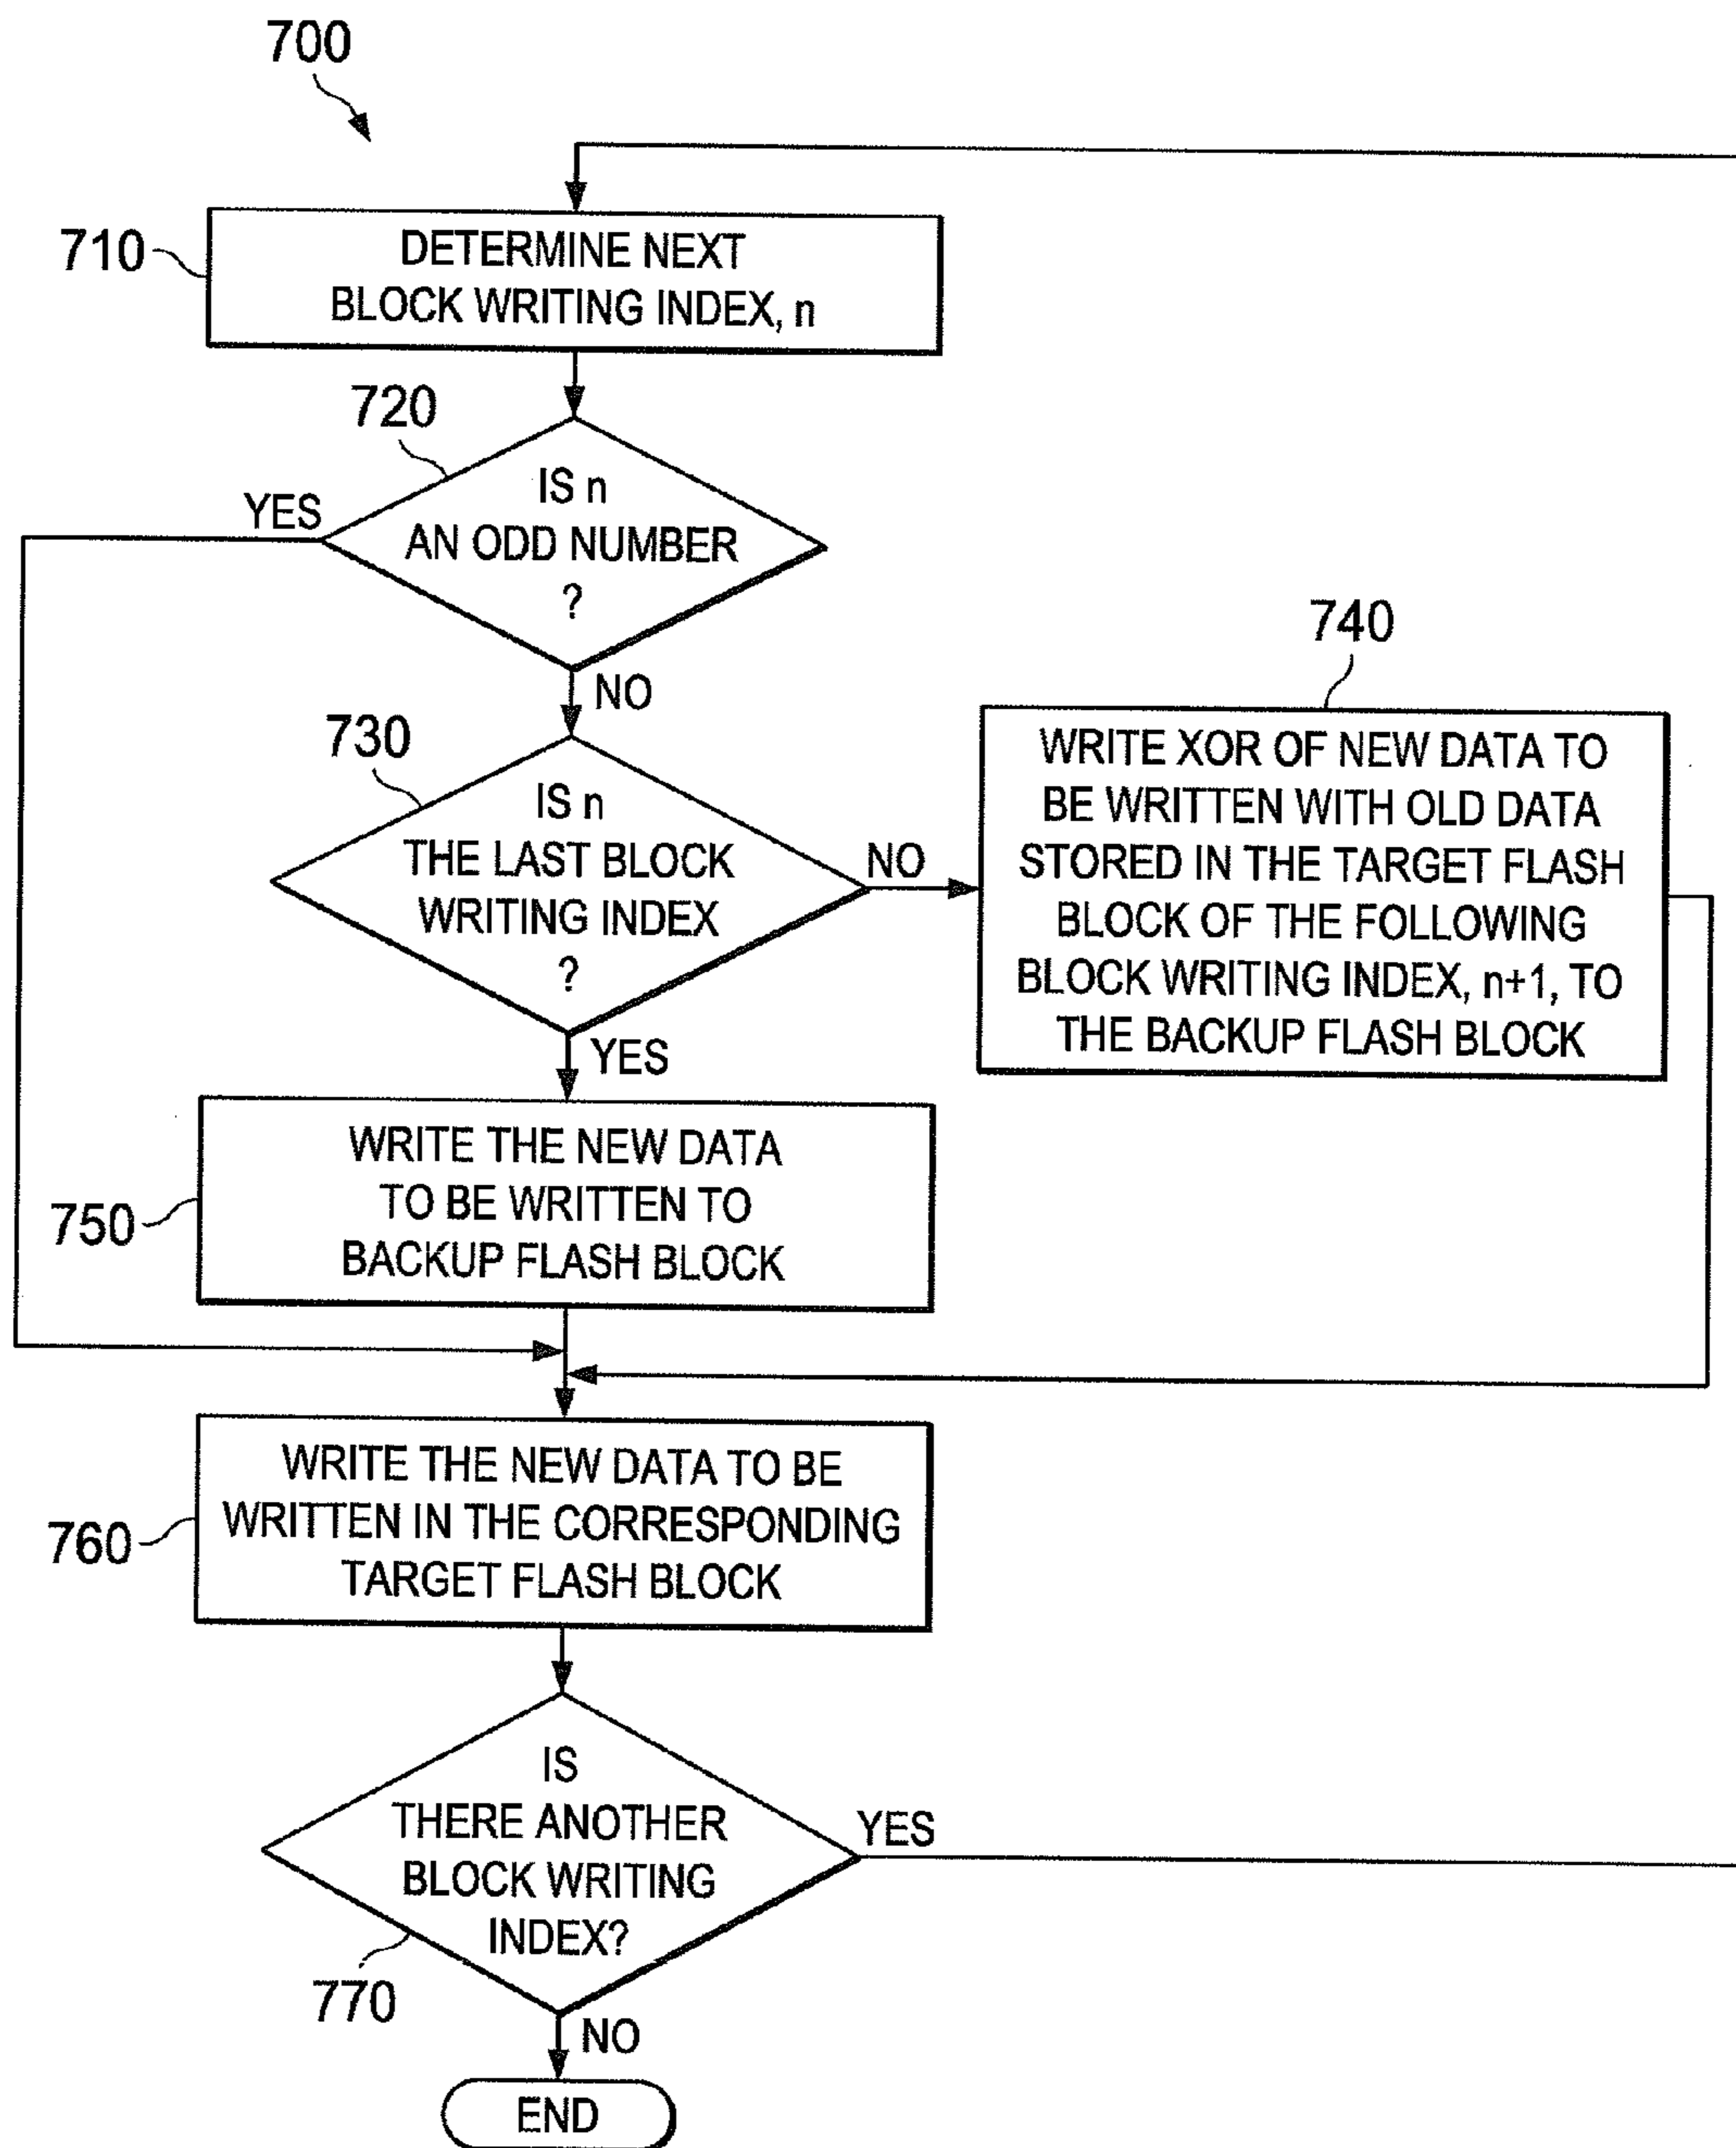 700
710
DETERMINE NEXT
BLOCK WRITING INDEX, n
720
IS n
AN ODD NUMBER
?
YES
NO
730
IS n
THE LAST BLOCK
WRITING INDEX
?
NO
YES
740
WRITE XOR OF NEW DATA TO
BE WRITTEN WITH OLD DATA
STORED IN THE TARGET FLASH
BLOCK OF THE FOLLOWING
BLOCK WRITING INDEX, n+1, TO
THE BACKUP FLASH BLOCK
750
WRITE THE NEW DATA
TO BE WRITTEN TO
BACKUP FLASH BLOCK
760
WRITE THE NEW DATA TO BE
WRITTEN IN THE CORRESPONDING
TARGET FLASH BLOCK
IS
THERE ANOTHER
BLOCK WRITING
INDEX?
YES
770
NO
END